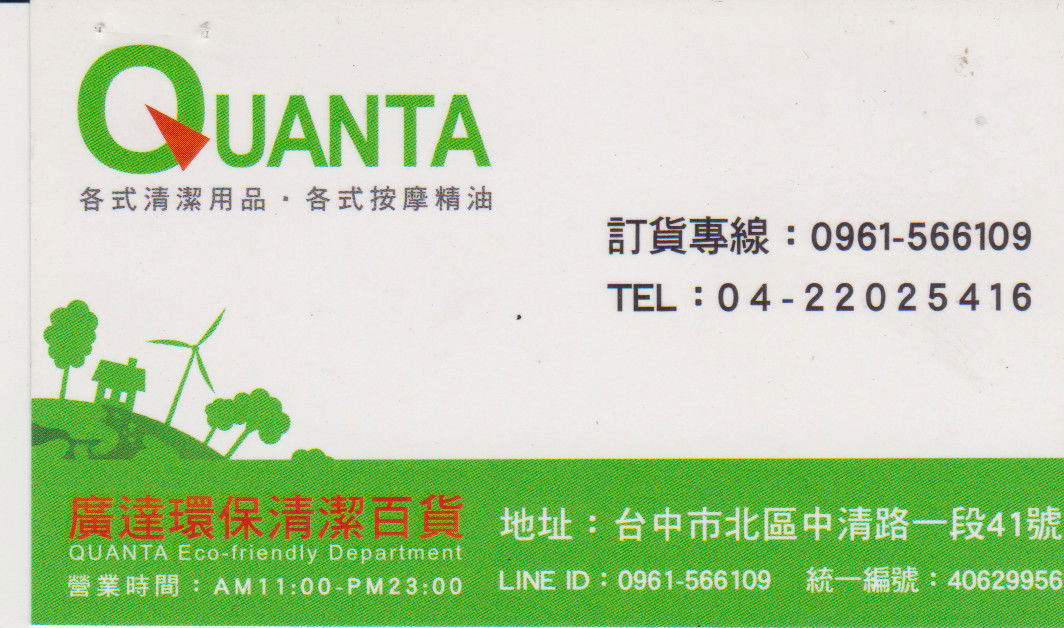 QUANTA
各式清潔用品・各式按摩精油
訂貨專線：0961-566109
TEL：04-22025416
廣達環保清潔百貨
QUANTA Eco-friendly Department
營業時間：AM11:00-PM23:00
地址：台中市北區中清路一段41號
LINE ID：0961-566109 統一編號：40629956